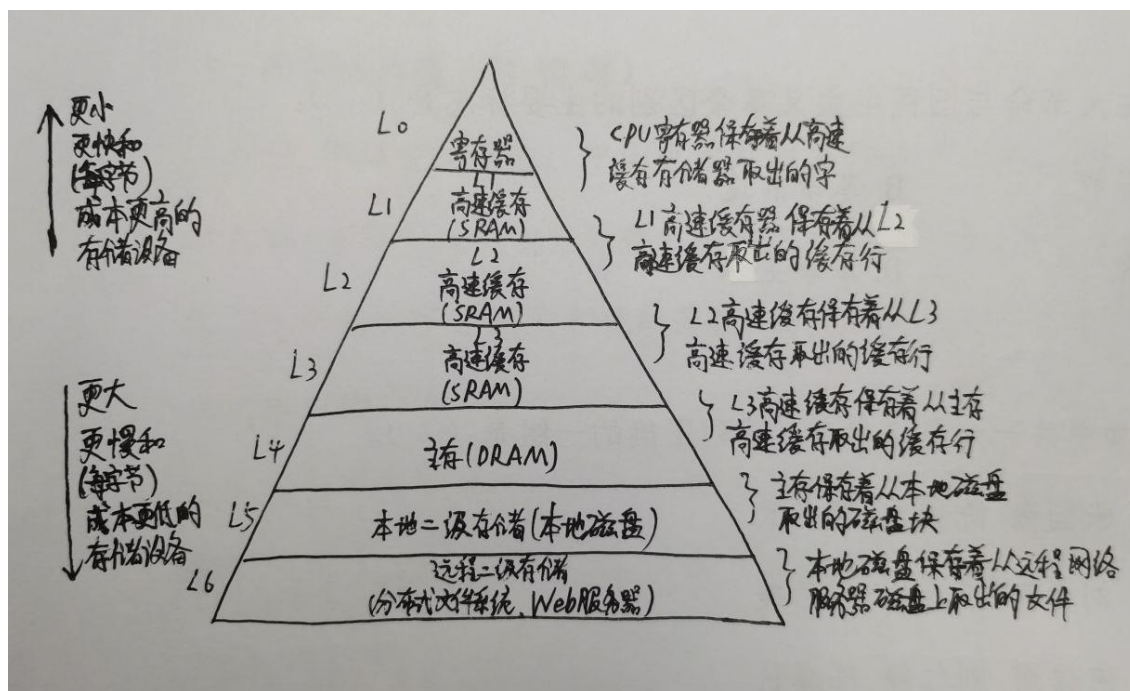 更小
更快和
(每字节)
成本更高的
存储设备
更大
更慢和
(每字节)
成本更低的
存储设备
L0
寄存器
CPU寄存器保存着从高速
缓存存储器取出的字
L1
L1
高速缓存
(SRAM)
L1高速缓存器保存着从L2
高速缓存取出的缓存行
L2
L2
高速缓存
(SRAM)
L2高速缓存保存着从L3
高速缓存取出的缓存行
L3
L3
高速缓存
(SRAM)
L3高速缓存保存着从主存
高速缓存取出的缓存行
L4
主存(DRAM)
主存保存着从本地磁盘
取出的磁盘块
L5
本地二级存储(本地磁盘)
本地磁盘保存着从远程网络
服务器磁盘上取出的文件
L6
远程二级存储
(分布式文件系统、Web服务器)